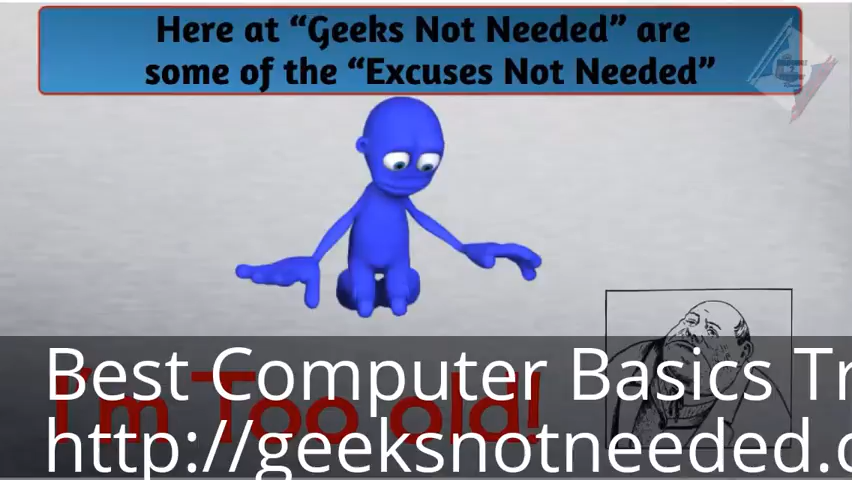 Here at “Geeks Not Needed” are
some of the “Excuses Not Needed”
I'm Too old!
Best Computer Basics Tr
http://geeksnotneeded.c